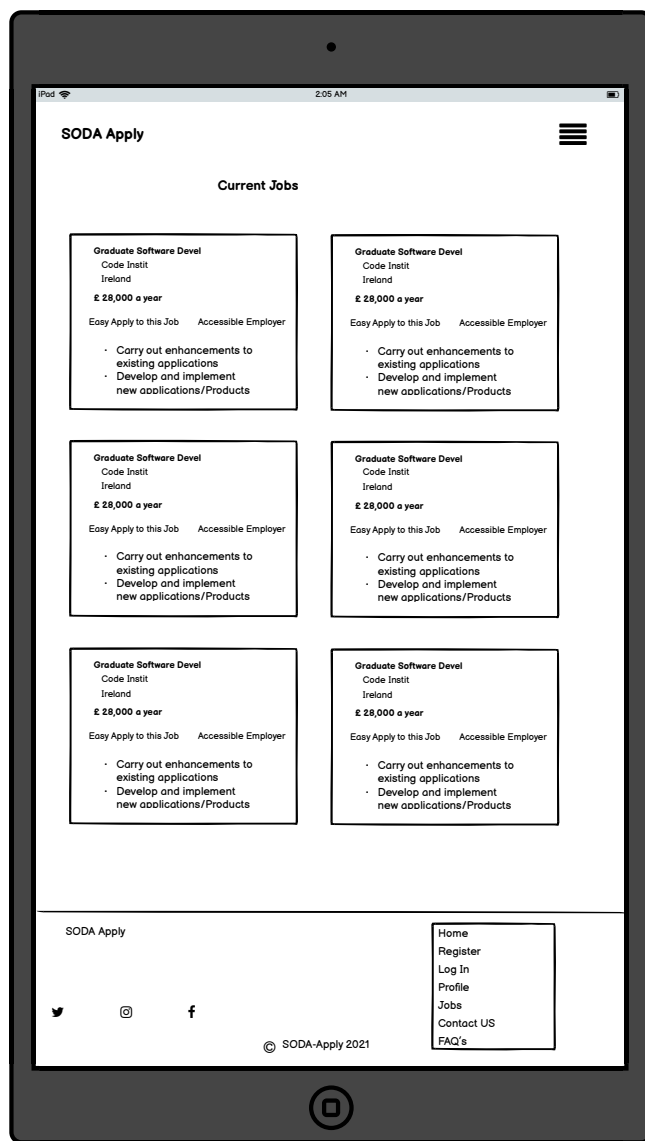 iPod
2:05 AM
SODA Apply
Current Jobs
Graduate Software Devel
Code Instit
Ireland
£ 28,000 a year
Easy Apply to this Job Accessible Employer
· Carry out enhancements to
existing applications
· Develop and implement
new applications/Products
Graduate Software Devel
Code Instit
Ireland
£ 28,000 a year
Easy Apply to this Job Accessible Employer
· Carry out enhancements to
existing applications
· Develop and implement
new applications/Products
Graduate Software Devel
Code Instit
Ireland
£ 28,000 a year
Easy Apply to this Job Accessible Employer
· Carry out enhancements to
existing applications
· Develop and implement
new applications/Products
Graduate Software Devel
Code Instit
Ireland
£ 28,000 a year
Easy Apply to this Job Accessible Employer
· Carry out enhancements to
existing applications
· Develop and implement
new applications/Products
Graduate Software Devel
Code Instit
Ireland
£ 28,000 a year
Easy Apply to this Job Accessible Employer
· Carry out enhancements to
existing applications
· Develop and implement
new applications/Products
Graduate Software Devel
Code Instit
Ireland
£ 28,000 a year
Easy Apply to this Job Accessible Employer
· Carry out enhancements to
existing applications
· Develop and implement
new applications/Products
SODA Apply
Home
Register
Log In
Profile
Jobs
Contact US
FAQ's
© SODA-Apply 2021